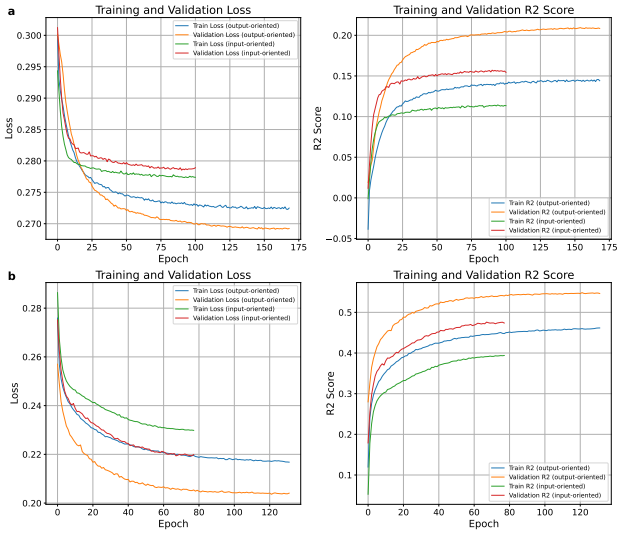 a
Training and Validation Loss
Train Loss (output-oriented)
Validation Loss (output-oriented)
Train Loss (input-oriented)
Validation Loss (input-oriented)
0.300
0.295
0.290
0.285
0.280
0.275
0.270
Loss
0 25 50 75 100 125 150 175
Epoch
Training and Validation R2 Score
0.20
0.15
0.10
0.05
0.00
−0.05
R2 Score
Train R2 (output-oriented)
Validation R2 (output-oriented)
Train R2 (input-oriented)
Validation R2 (input-oriented)
0 25 50 75 100 125 150 175
Epoch
b
Training and Validation Loss
Train Loss (output-oriented)
Validation Loss (output-oriented)
Train Loss (input-oriented)
Validation Loss (input-oriented)
0.28
0.26
0.24
0.22
0.20
Loss
0 20 40 60 80 100 120
Epoch
Training and Validation R2 Score
0.5
0.4
0.3
0.2
0.1
R2 Score
Train R2 (output-oriented)
Validation R2 (output-oriented)
Train R2 (input-oriented)
Validation R2 (input-oriented)
0 20 40 60 80 100 120
Epoch